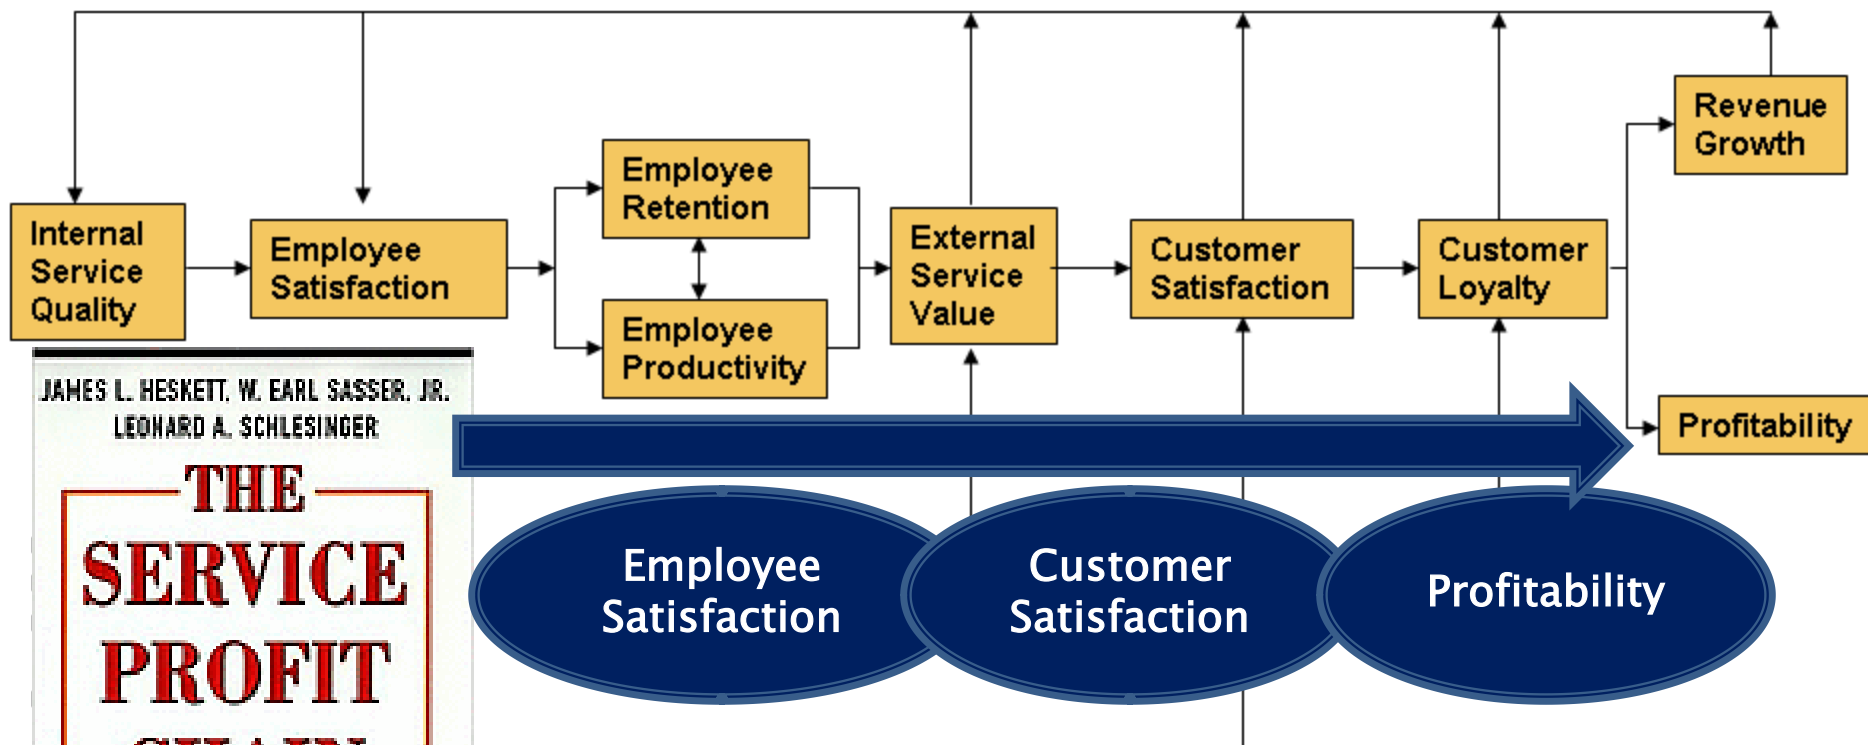 Revenue
Growth
Employee
Retention
Internal
Service
Quality
Employee
Satisfaction
External
Service
Value
Customer
Satisfaction
Customer
Loyalty
Employee
Productivity
Profitability
JAMES L. HESKETT, W. EARL SASSER, JR.
LEONARD A. SCHLESINGER
THE
SERVICE
PROFIT
CHAIN
Employee
Satisfaction
Customer
Satisfaction
Profitability